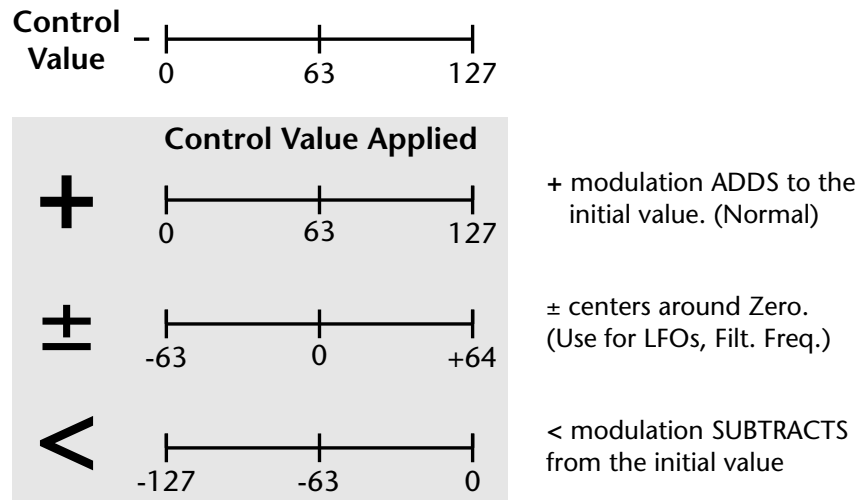 Control
Value
–
0 63 127
Control Value Applied
+
0 63 127
+ modulation ADDS to the
initial value. (Normal)
±
-63 0 +64
± centers around Zero.
(Use for LFOs, Filt. Freq.)
<
-127 -63 0
< modulation SUBTRACTS
from the initial value